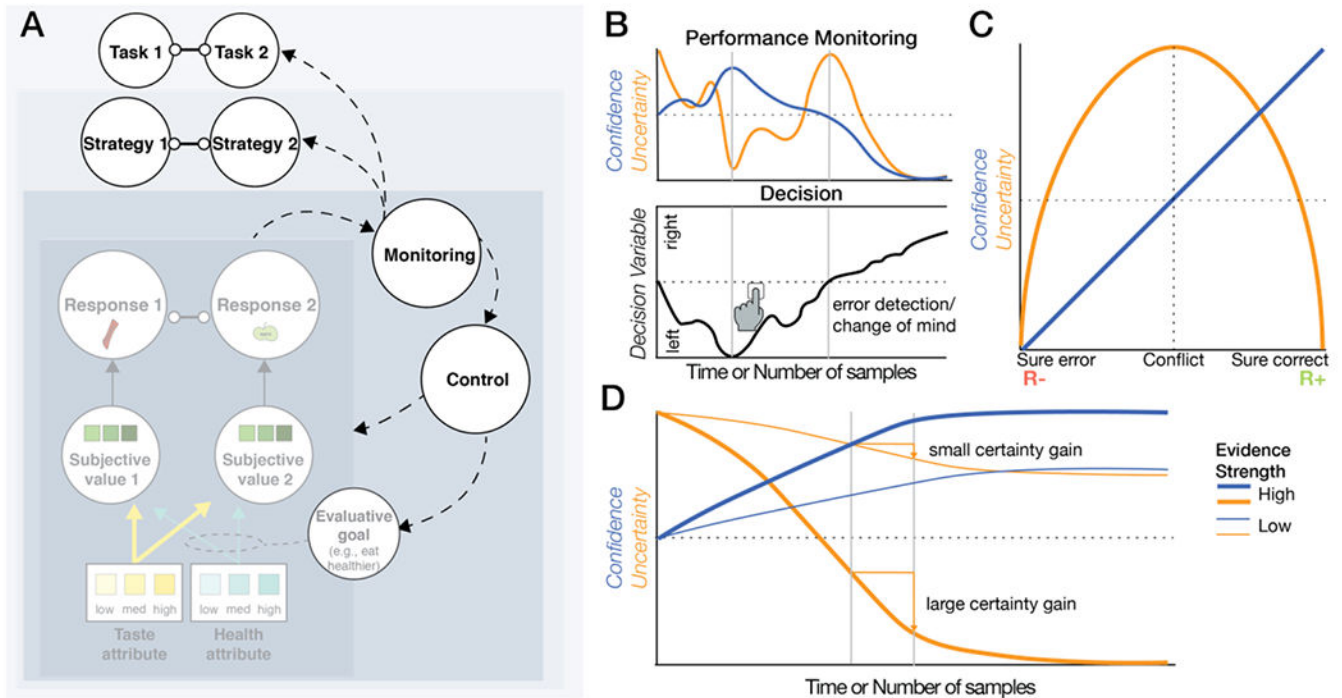 A
Task 1
Task 2
Strategy 1
Strategy 2
Monitoring
Response 1
Response 2
Control
Subjective
value 1
Subjective
value 2
Evaluative
goal
(e.g., eat
healthier)
low med high
low med high
Taste
attribute
Health
attribute
B
Performance Monitoring
Confidence
Uncertainty
Decision
Decision Variable
right
left
error detection/
change of mind
Time or Number of samples
C
Confidence
Uncertainty
Sure error
Conflict
Sure correct
R-
R+
D
Confidence
Uncertainty
small certainty gain
large certainty gain
Time or Number of samples
Evidence
Strength
High
Low